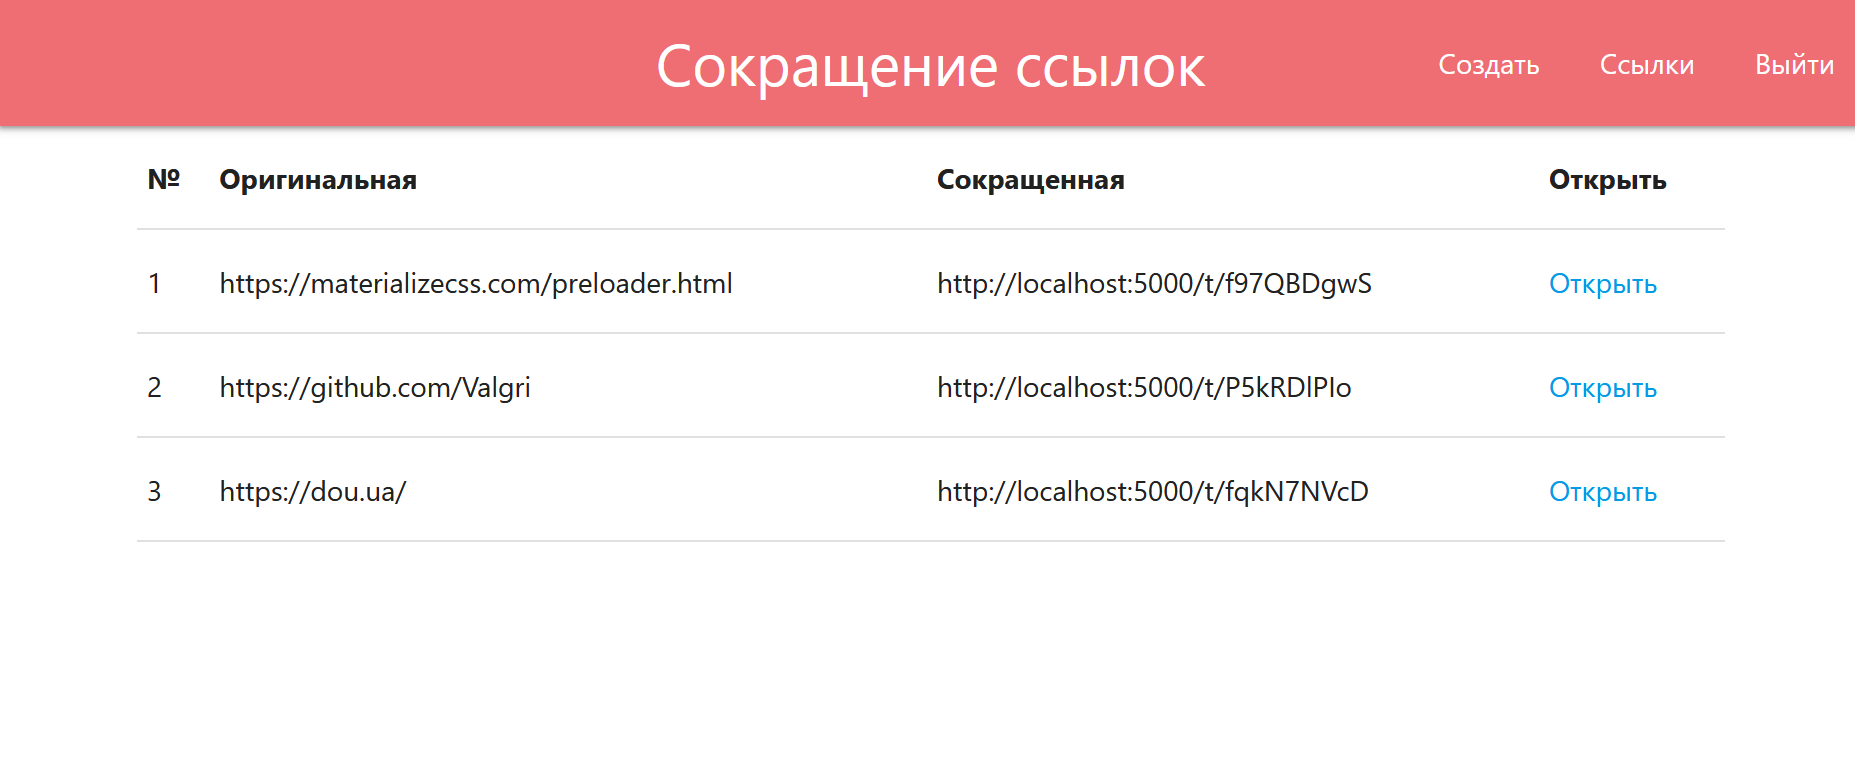 Сокращение ссылок Создать Ссылки Выйти
№ Оригинальная Сокращенная Открыть
1 https://materializecss.com/preloader.html http://localhost:5000/t/f97QBDgwS Открыть
2 https://github.com/Valgri http://localhost:5000/t/P5kRDlPIo Открыть
3 https://dou.ua/ http://localhost:5000/t/fqkN7NVcD Открыть